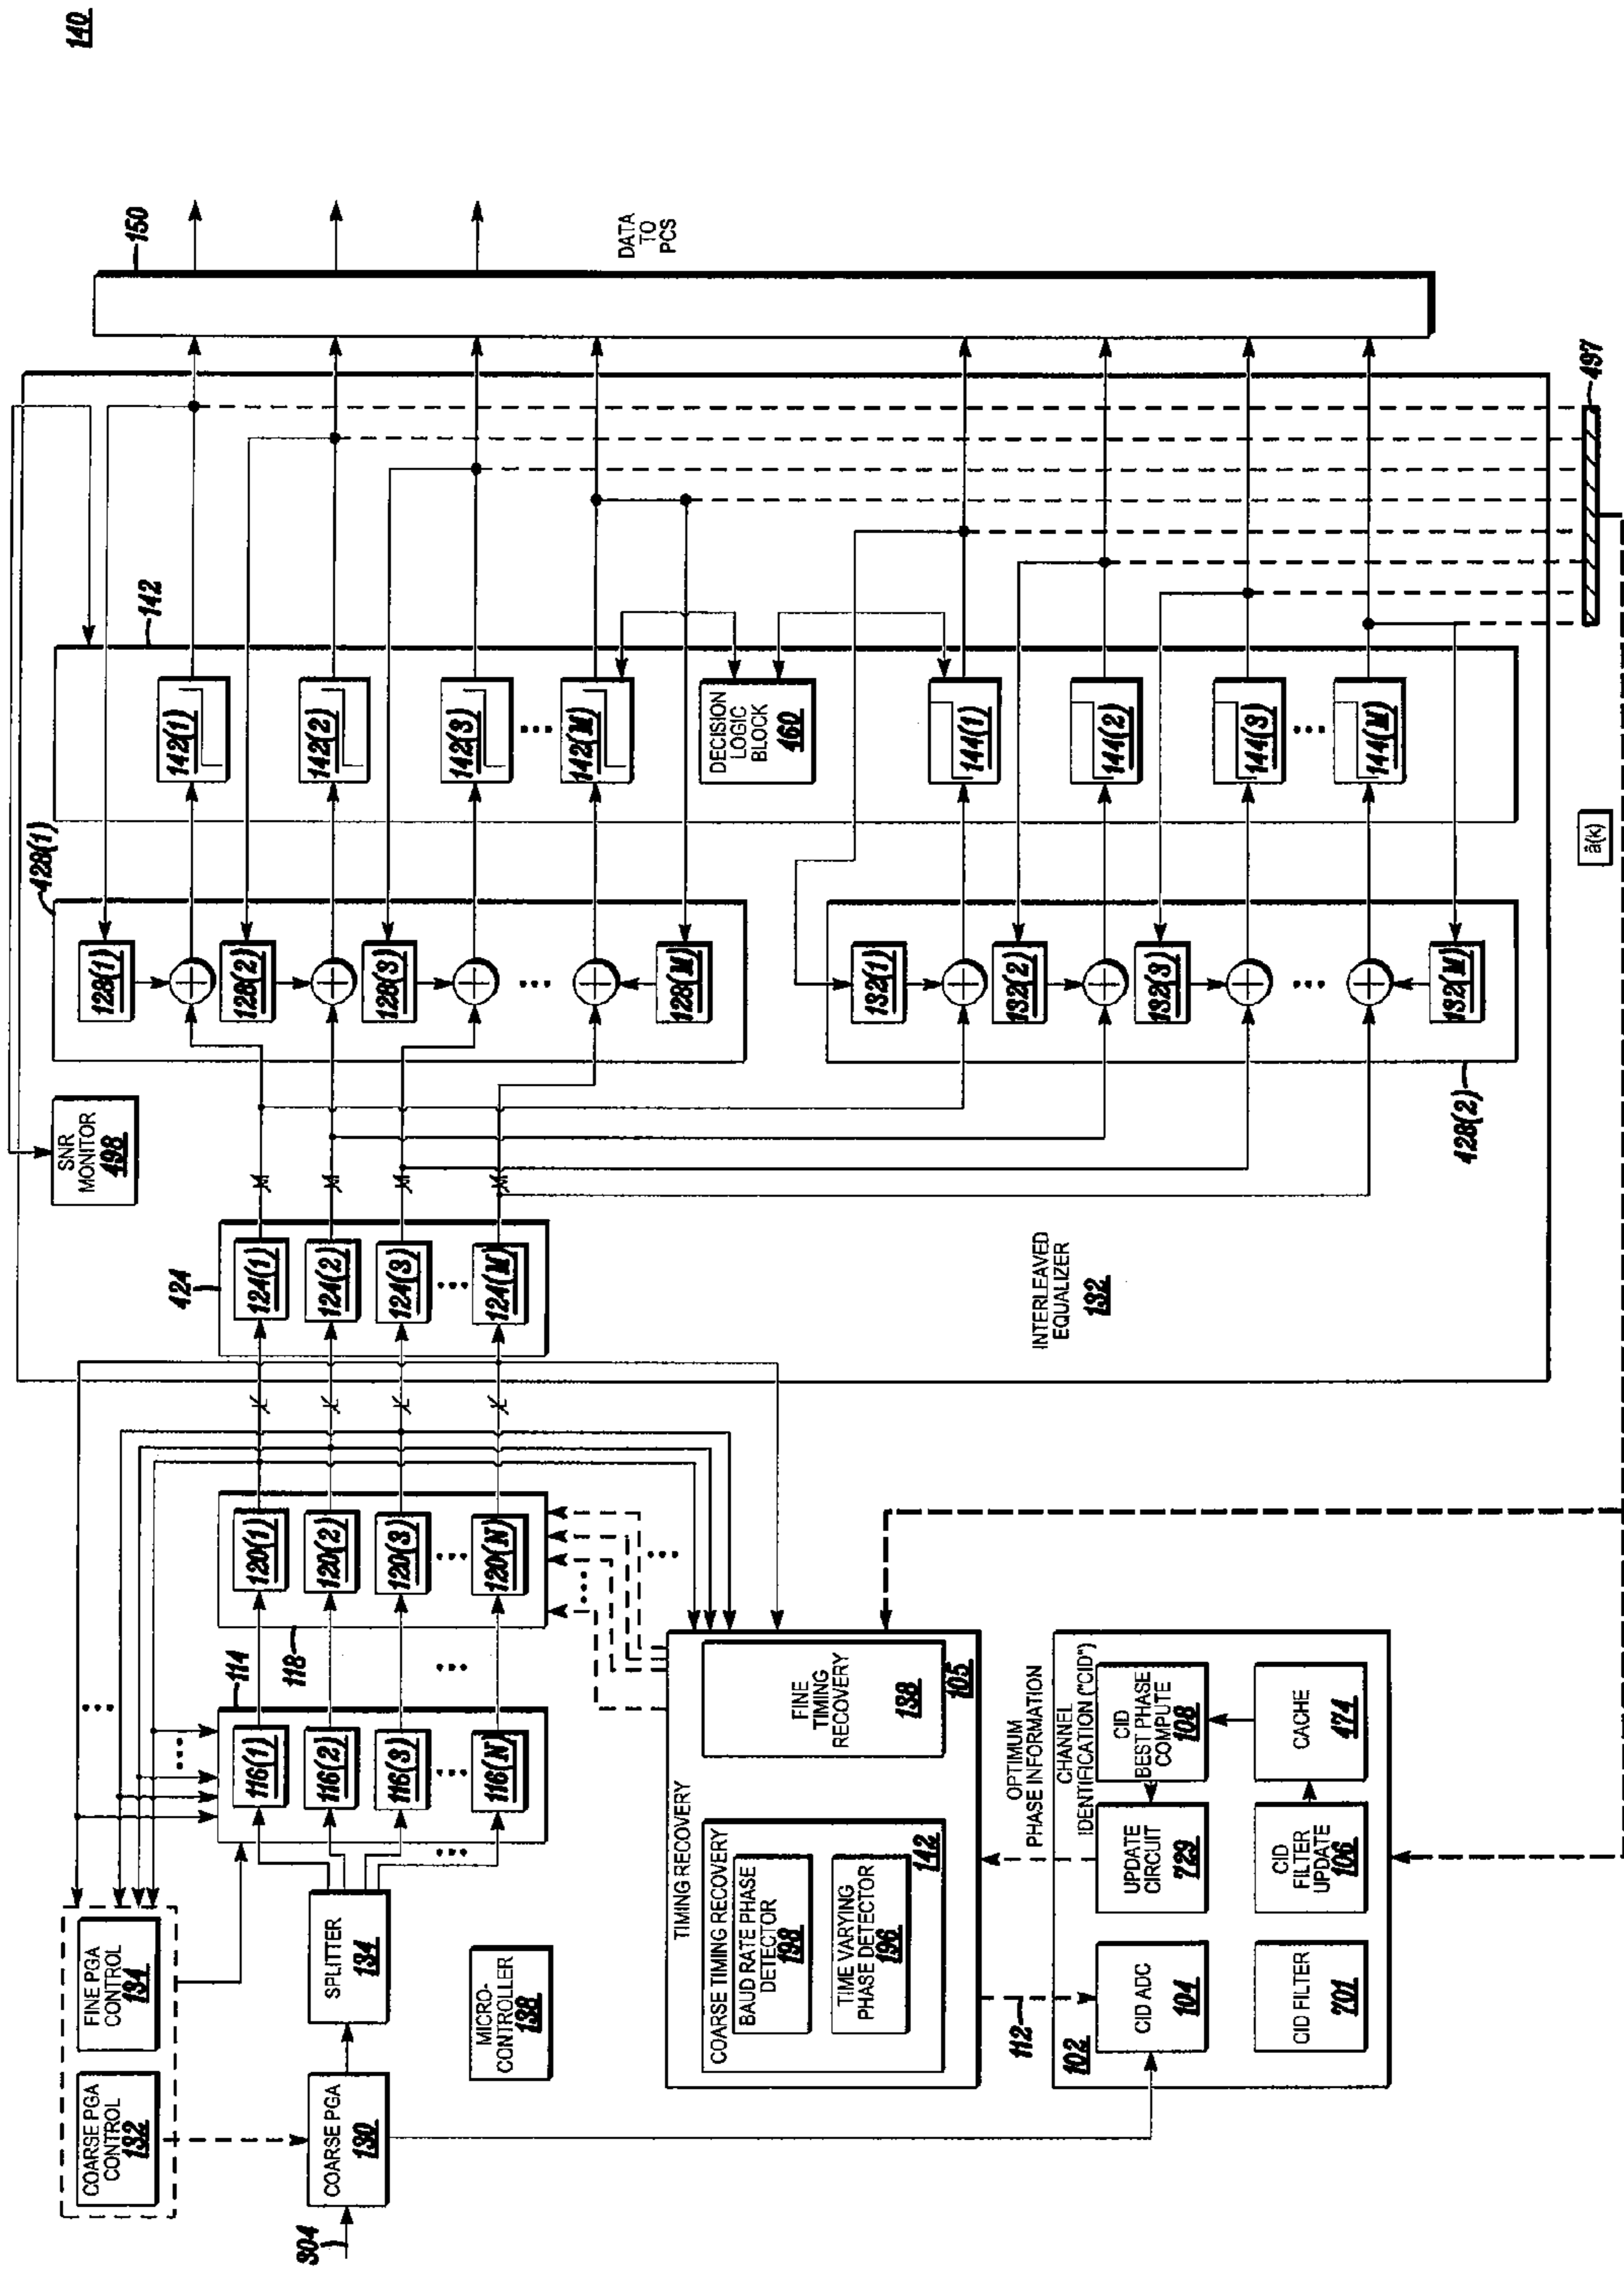 140
COARSE PGA
CONTROL
132
FINE PGA
CONTROL
134
304
COARSE PGA
130
SPLITTER
134
MICRO-
CONTROLLER
138
114
116(1)
116(2)
116(3)
116(N)
118
120(1)
120(2)
120(3)
120(N)
L
L
L
L
424
124(1)
124(2)
124(3)
124(M)
M
M
M
M
SNR
MONITOR
498
428(1)
128(1)
128(2)
128(3)
128(M)
132(1)
132(2)
132(3)
132(M)
428(2)
142
142(1)
142(2)
142(3)
142(M)
DECISION
LOGIC
BLOCK
460
144(1)
144(2)
144(3)
144(M)
150
DATA
TO
PCS
INTERLEAVED
EQUALIZER
132
497
â(k)
TIMING RECOVERY
COARSE TIMING RECOVERY
BAUD RATE PHASE
DETECTOR
198
TIME VARYING
PHASE DETECTOR
196
142
FINE
TIMING
RECOVERY
138
105
112
OPTIMUM
PHASE INFORMATION
CHANNEL
IDENTIFICATION ("CID")
102
CID ADC
104
UPDATE
CIRCUIT
729
CID
BEST PHASE
COMPUTE
108
CID FILTER
701
CID
FILTER
UPDATE
106
CACHE
474